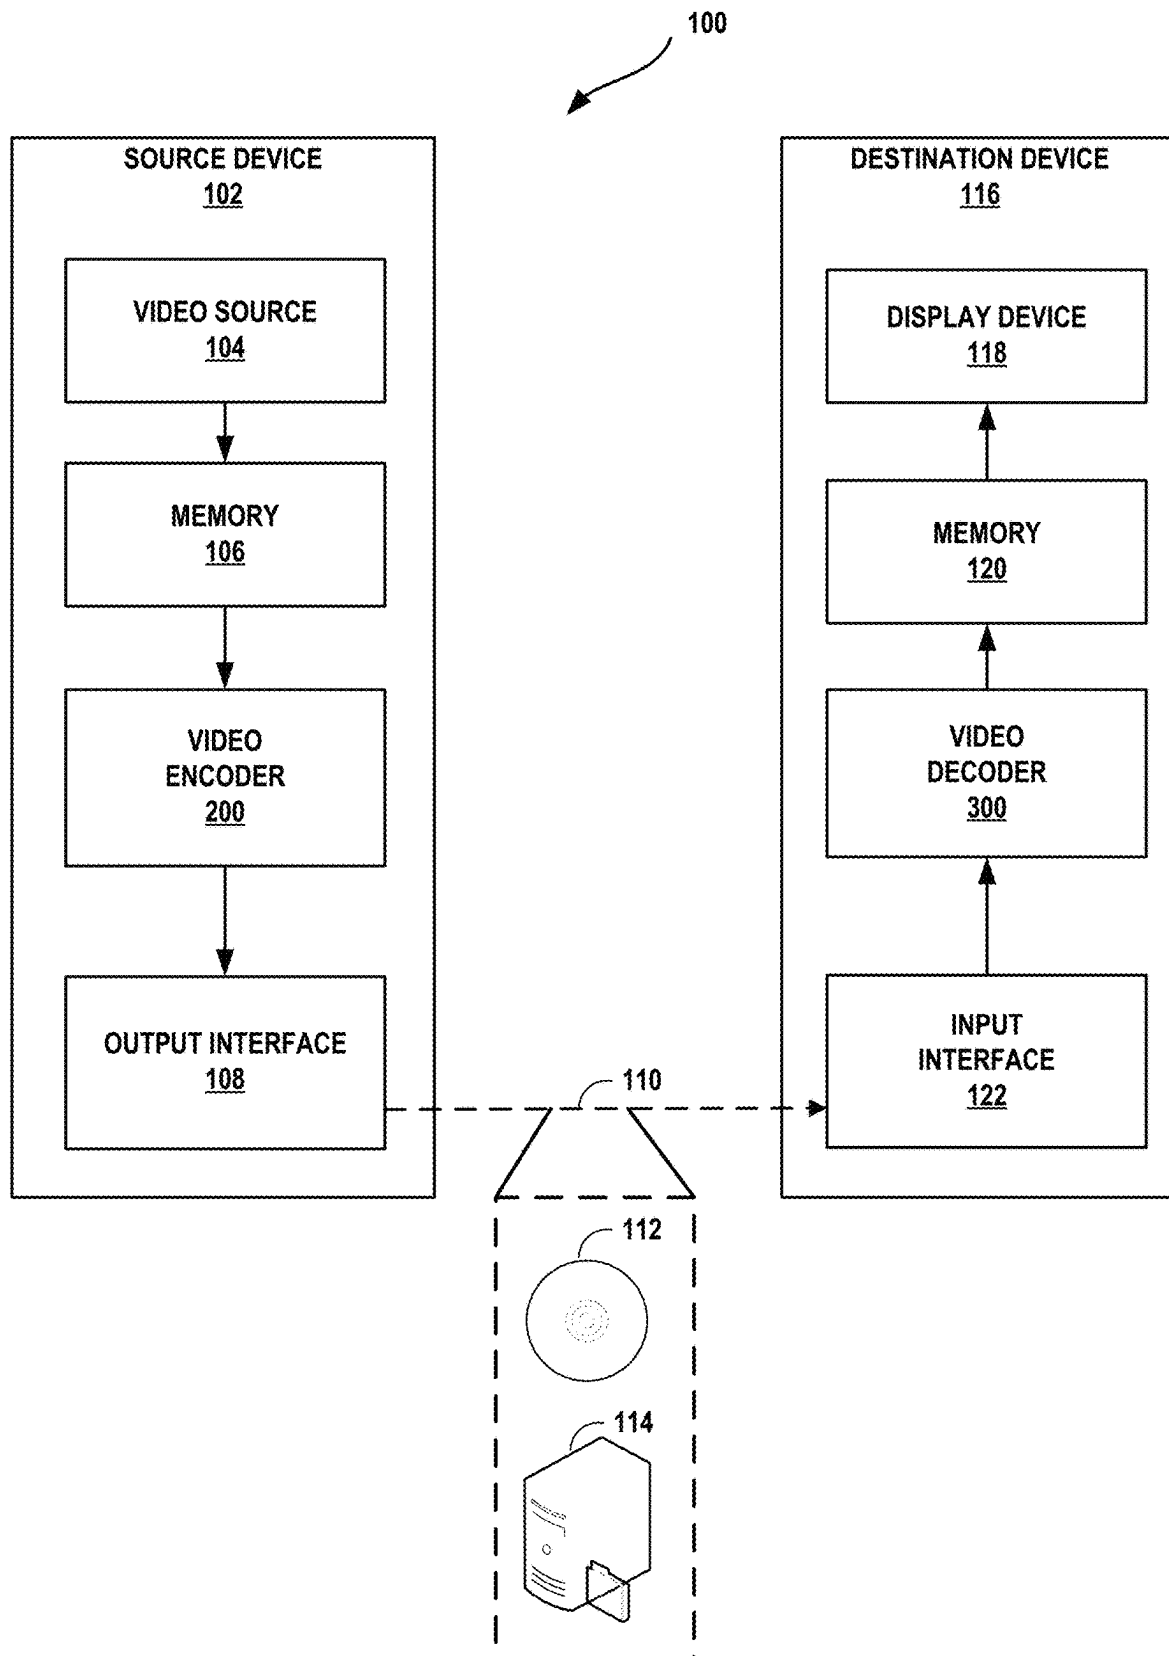 100
SOURCE DEVICE
102
VIDEO SOURCE
104
MEMORY
106
VIDEO
ENCODER
200
OUTPUT INTERFACE
108
110
112
114
DESTINATION DEVICE
116
DISPLAY DEVICE
118
MEMORY
120
VIDEO
DECODER
300
INPUT
INTERFACE
122